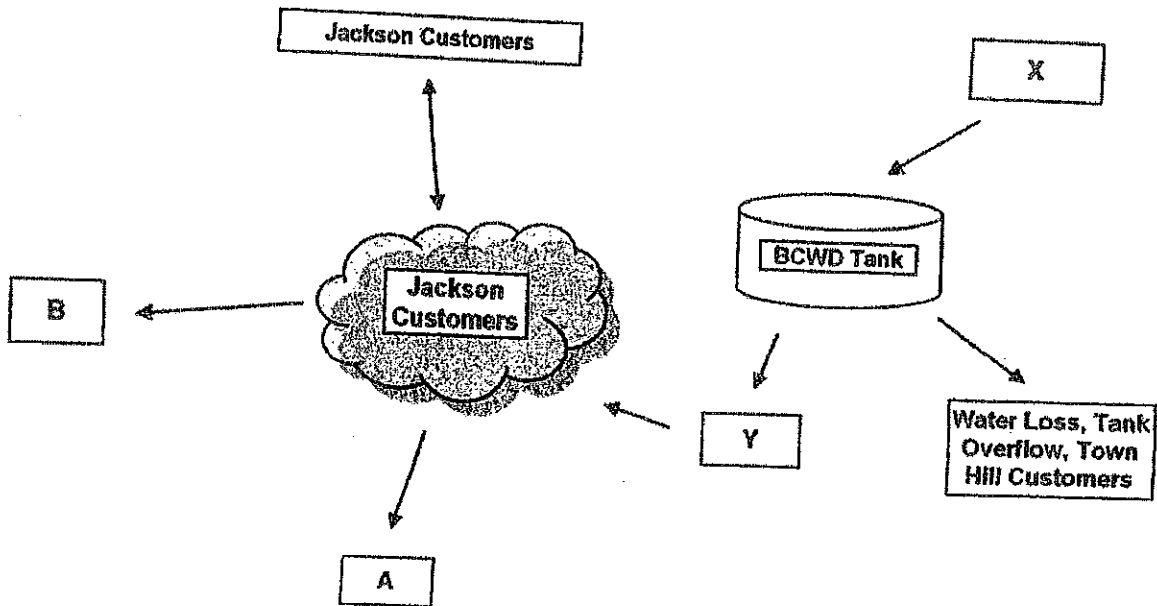 Jackson Customers
X
BCWD Tank
B
Jackson
Customers
Y
Water Loss, Tank
Overflow, Town
Hill Customers
A